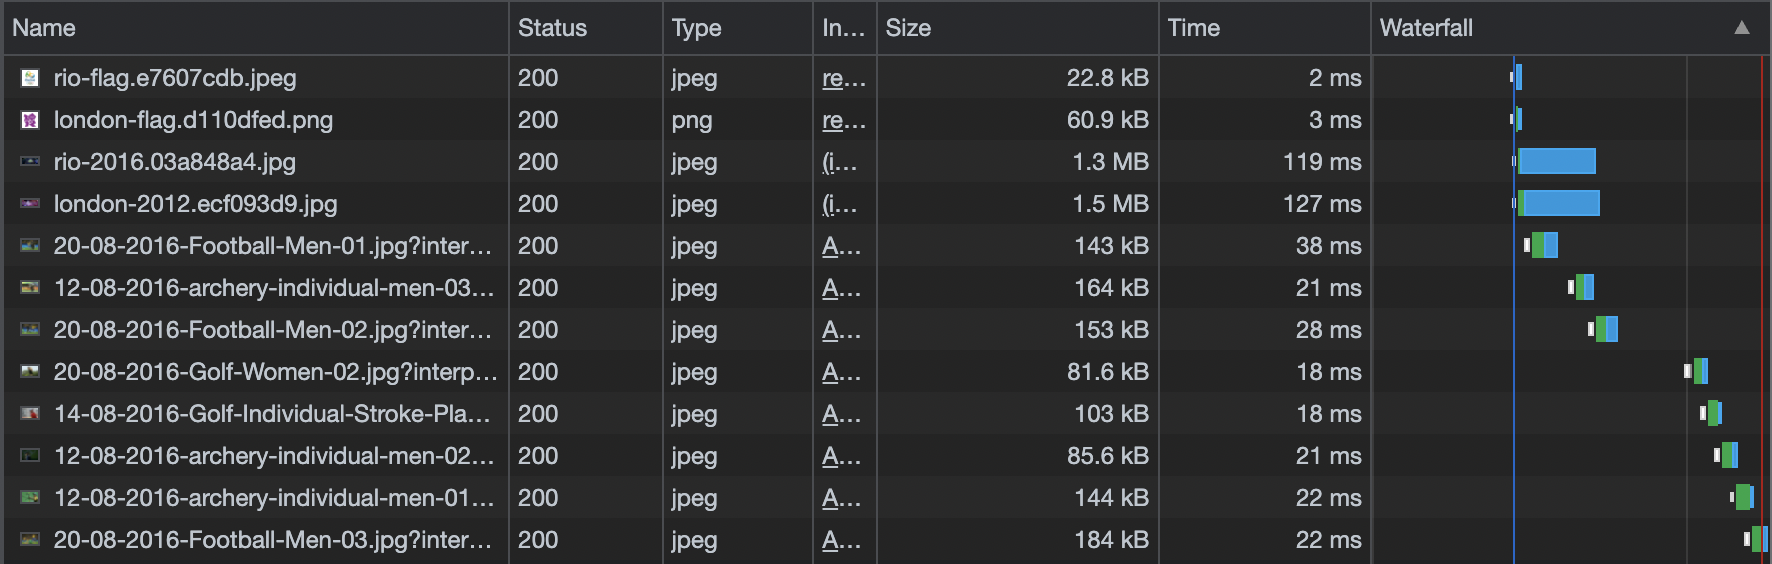 Name Status Type In... Size Time Waterfall ▲
rio-flag.e7607cdb.jpeg 200 jpeg re... 22.8 kB 2 ms
london-flag.d110dfed.png 200 png re... 60.9 kB 3 ms
rio-2016.03a848a4.jpg 200 jpeg (i... 1.3 MB 119 ms
london-2012.ecf093d9.jpg 200 jpeg (i... 1.5 MB 127 ms
20-08-2016-Football-Men-01.jpg?inter... 200 jpeg A... 143 kB 38 ms
12-08-2016-archery-individual-men-03... 200 jpeg A... 164 kB 21 ms
20-08-2016-Football-Men-02.jpg?inter... 200 jpeg A... 153 kB 28 ms
20-08-2016-Golf-Women-02.jpg?interp... 200 jpeg A... 81.6 kB 18 ms
14-08-2016-Golf-Individual-Stroke-Pla... 200 jpeg A... 103 kB 18 ms
12-08-2016-archery-individual-men-02... 200 jpeg A... 85.6 kB 21 ms
12-08-2016-archery-individual-men-01... 200 jpeg A... 144 kB 22 ms
20-08-2016-Football-Men-03.jpg?inter... 200 jpeg A... 184 kB 22 ms